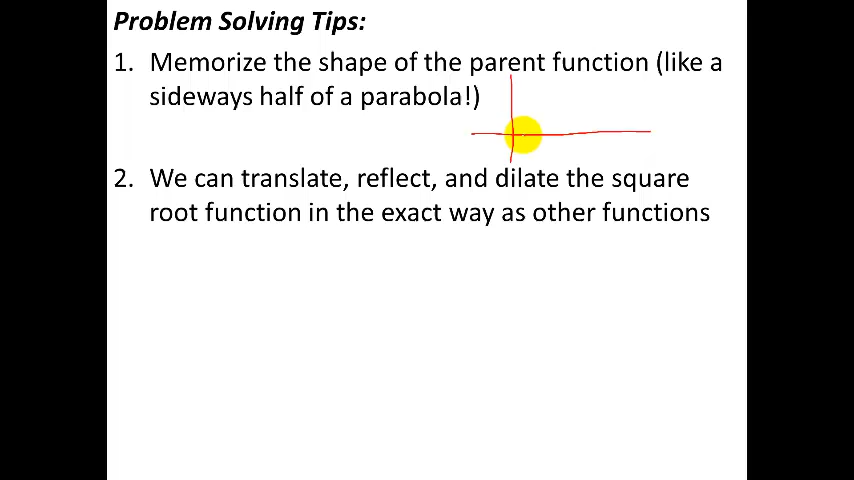 Problem Solving Tips:
1. Memorize the shape of the parent function (like a
sideways half of a parabola!)
2. We can translate, reflect, and dilate the square
root function in the exact way as other functions